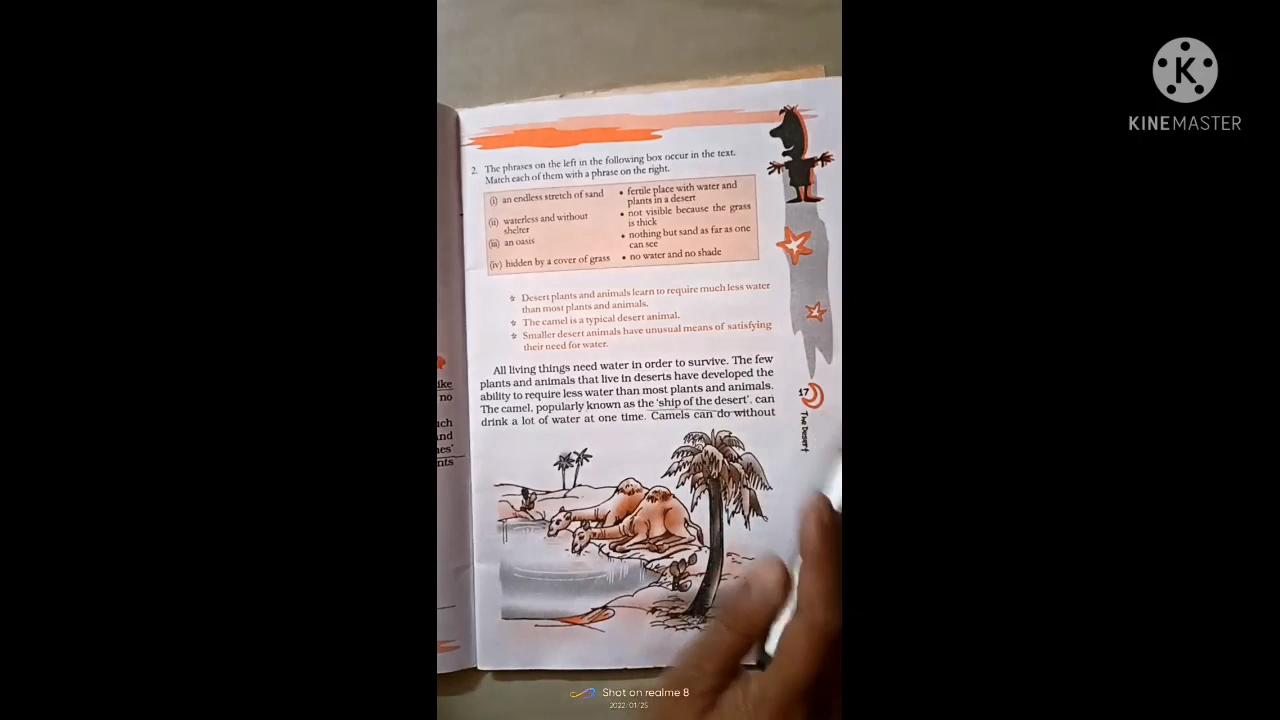 K
KINEMASTER
2. The phrases on the left in the following box occur in the text.
Match each of them with a phrase on the right.
(i) an endless stretch of sand
(ii) waterless and without
shelter
(iii) an oasis
(iv) hidden by a cover of grass
• fertile place with water and
plants in a desert
• not visible because the grass
is thick
• nothing but sand as far as one
can see
• no water and no shade
☆ Desert plants and animals learn to require much less water
than most plants and animals.
☆ The camel is a typical desert animal.
☆ Smaller desert animals have unusual means of satisfying
their need for water.
All living things need water in order to survive. The few
plants and animals that live in deserts have developed the
ability to require less water than most plants and animals.
The camel, popularly known as the 'ship of the desert', can
drink a lot of water at one time. Camels can do without
17
The Desert
no
Shot on realme 8
2022/01/25